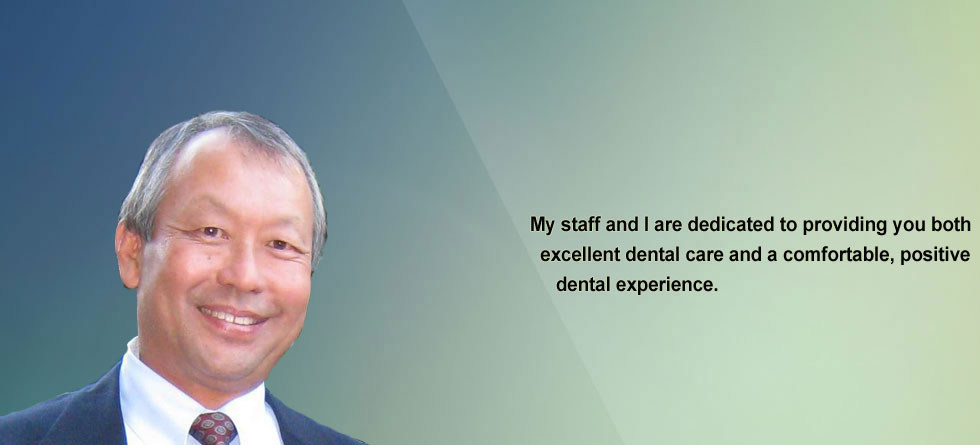 My staff and I are dedicated to providing you both
excellent dental care and a comfortable, positive
dental experience.